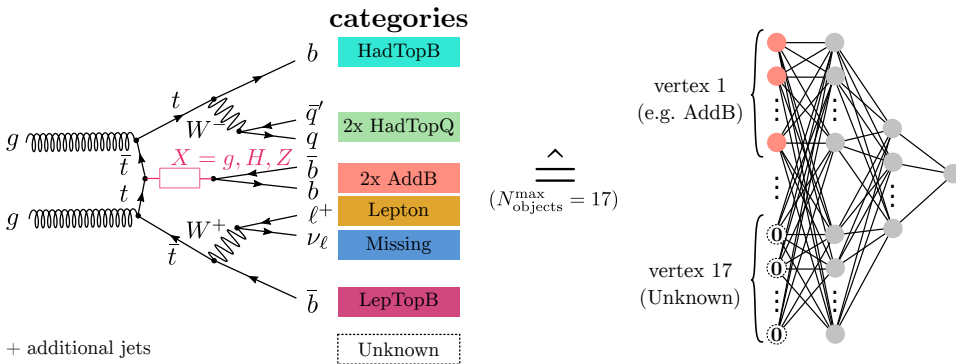 categories
b
HadTopB
t
q̄′
W⁻
q
2x HadTopQ
g
t̄
X = g, H, Z
b̄
b
2x AddB
t
g
ℓ⁺
Lepton
W⁺
ν_ℓ
Missing
t̄
b̄
LepTopB
+ additional jets
Unknown
≙
(N_objects^max = 17)
vertex 1
(e.g. AddB)
vertex 17
(Unknown)
0
0
0